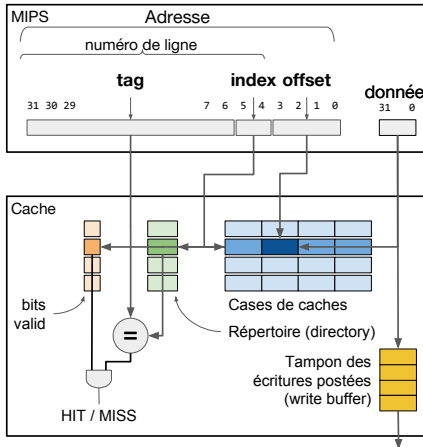 MIPS
Adresse
numéro de ligne
tag
index offset
donnée
31 30 29 7 6 5 4 3 2 1 0
31 0
Cache
bits
valid
=
HIT / MISS
Cases de caches
Répertoire (directory)
Tampon des
écritures postées
(write buffer)